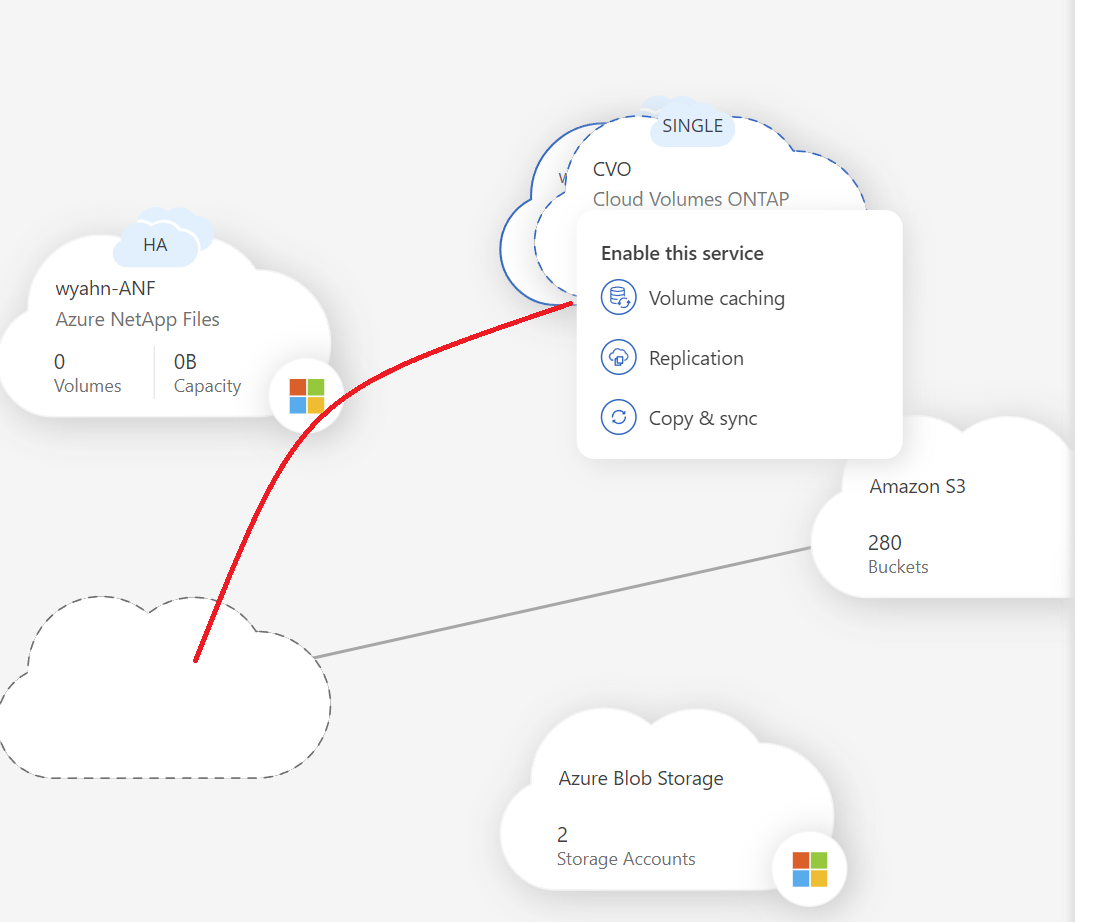 SINGLE
CVO
Cloud Volumes ONTAP
HA
wyahn-ANF
Azure NetApp Files
0
Volumes
0B
Capacity
Enable this service
Volume caching
Replication
Copy & sync
Amazon S3
280
Buckets
Azure Blob Storage
2
Storage Accounts